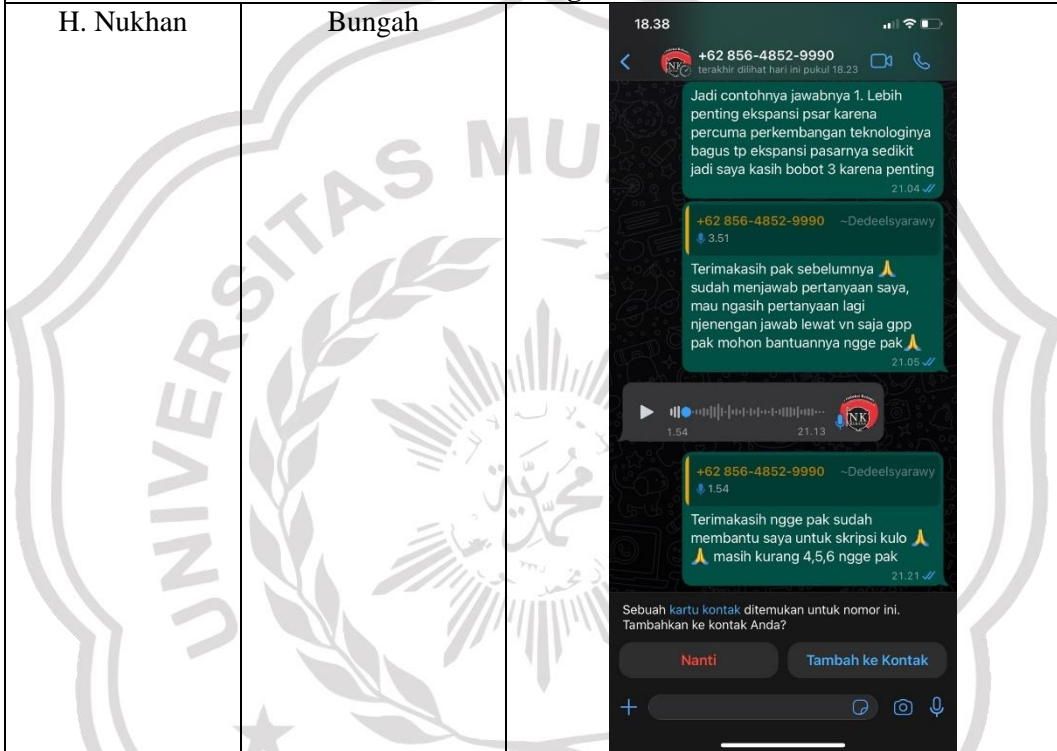 H. Nukhan
Bungah
18.38
+62 856-4852-9990
terakhir dilihat hari ini pukul 18.23
Jadi contohnya jawabnya 1. Lebih
penting ekspansi psar karena
percuma perkembangan teknologinya
bagus tp ekspansi pasarnya sedikit
jadi saya kasih bobot 3 karena penting
21.04
+62 856-4852-9990 ~Dedeelsyarawy
3.51
Terimakasih pak sebelumnya 🙏
sudah menjawab pertanyaan saya,
mau ngasih pertanyaan lagi
njenengan jawab lewat vn saja gpp
pak mohon bantuannya ngge pak🙏
21.05
1.54
21.13
NK
+62 856-4852-9990 ~Dedeelsyarawy
1.54
Terimakasih ngge pak sudah
membantu saya untuk skripsi kulo 🙏
🙏 masih kurang 4,5,6 ngge pak
21.21
Sebuah kartu kontak ditemukan untuk nomor ini.
Tambahkan ke kontak Anda?
Nanti
Tambah ke Kontak
UNIVERSITAS MU